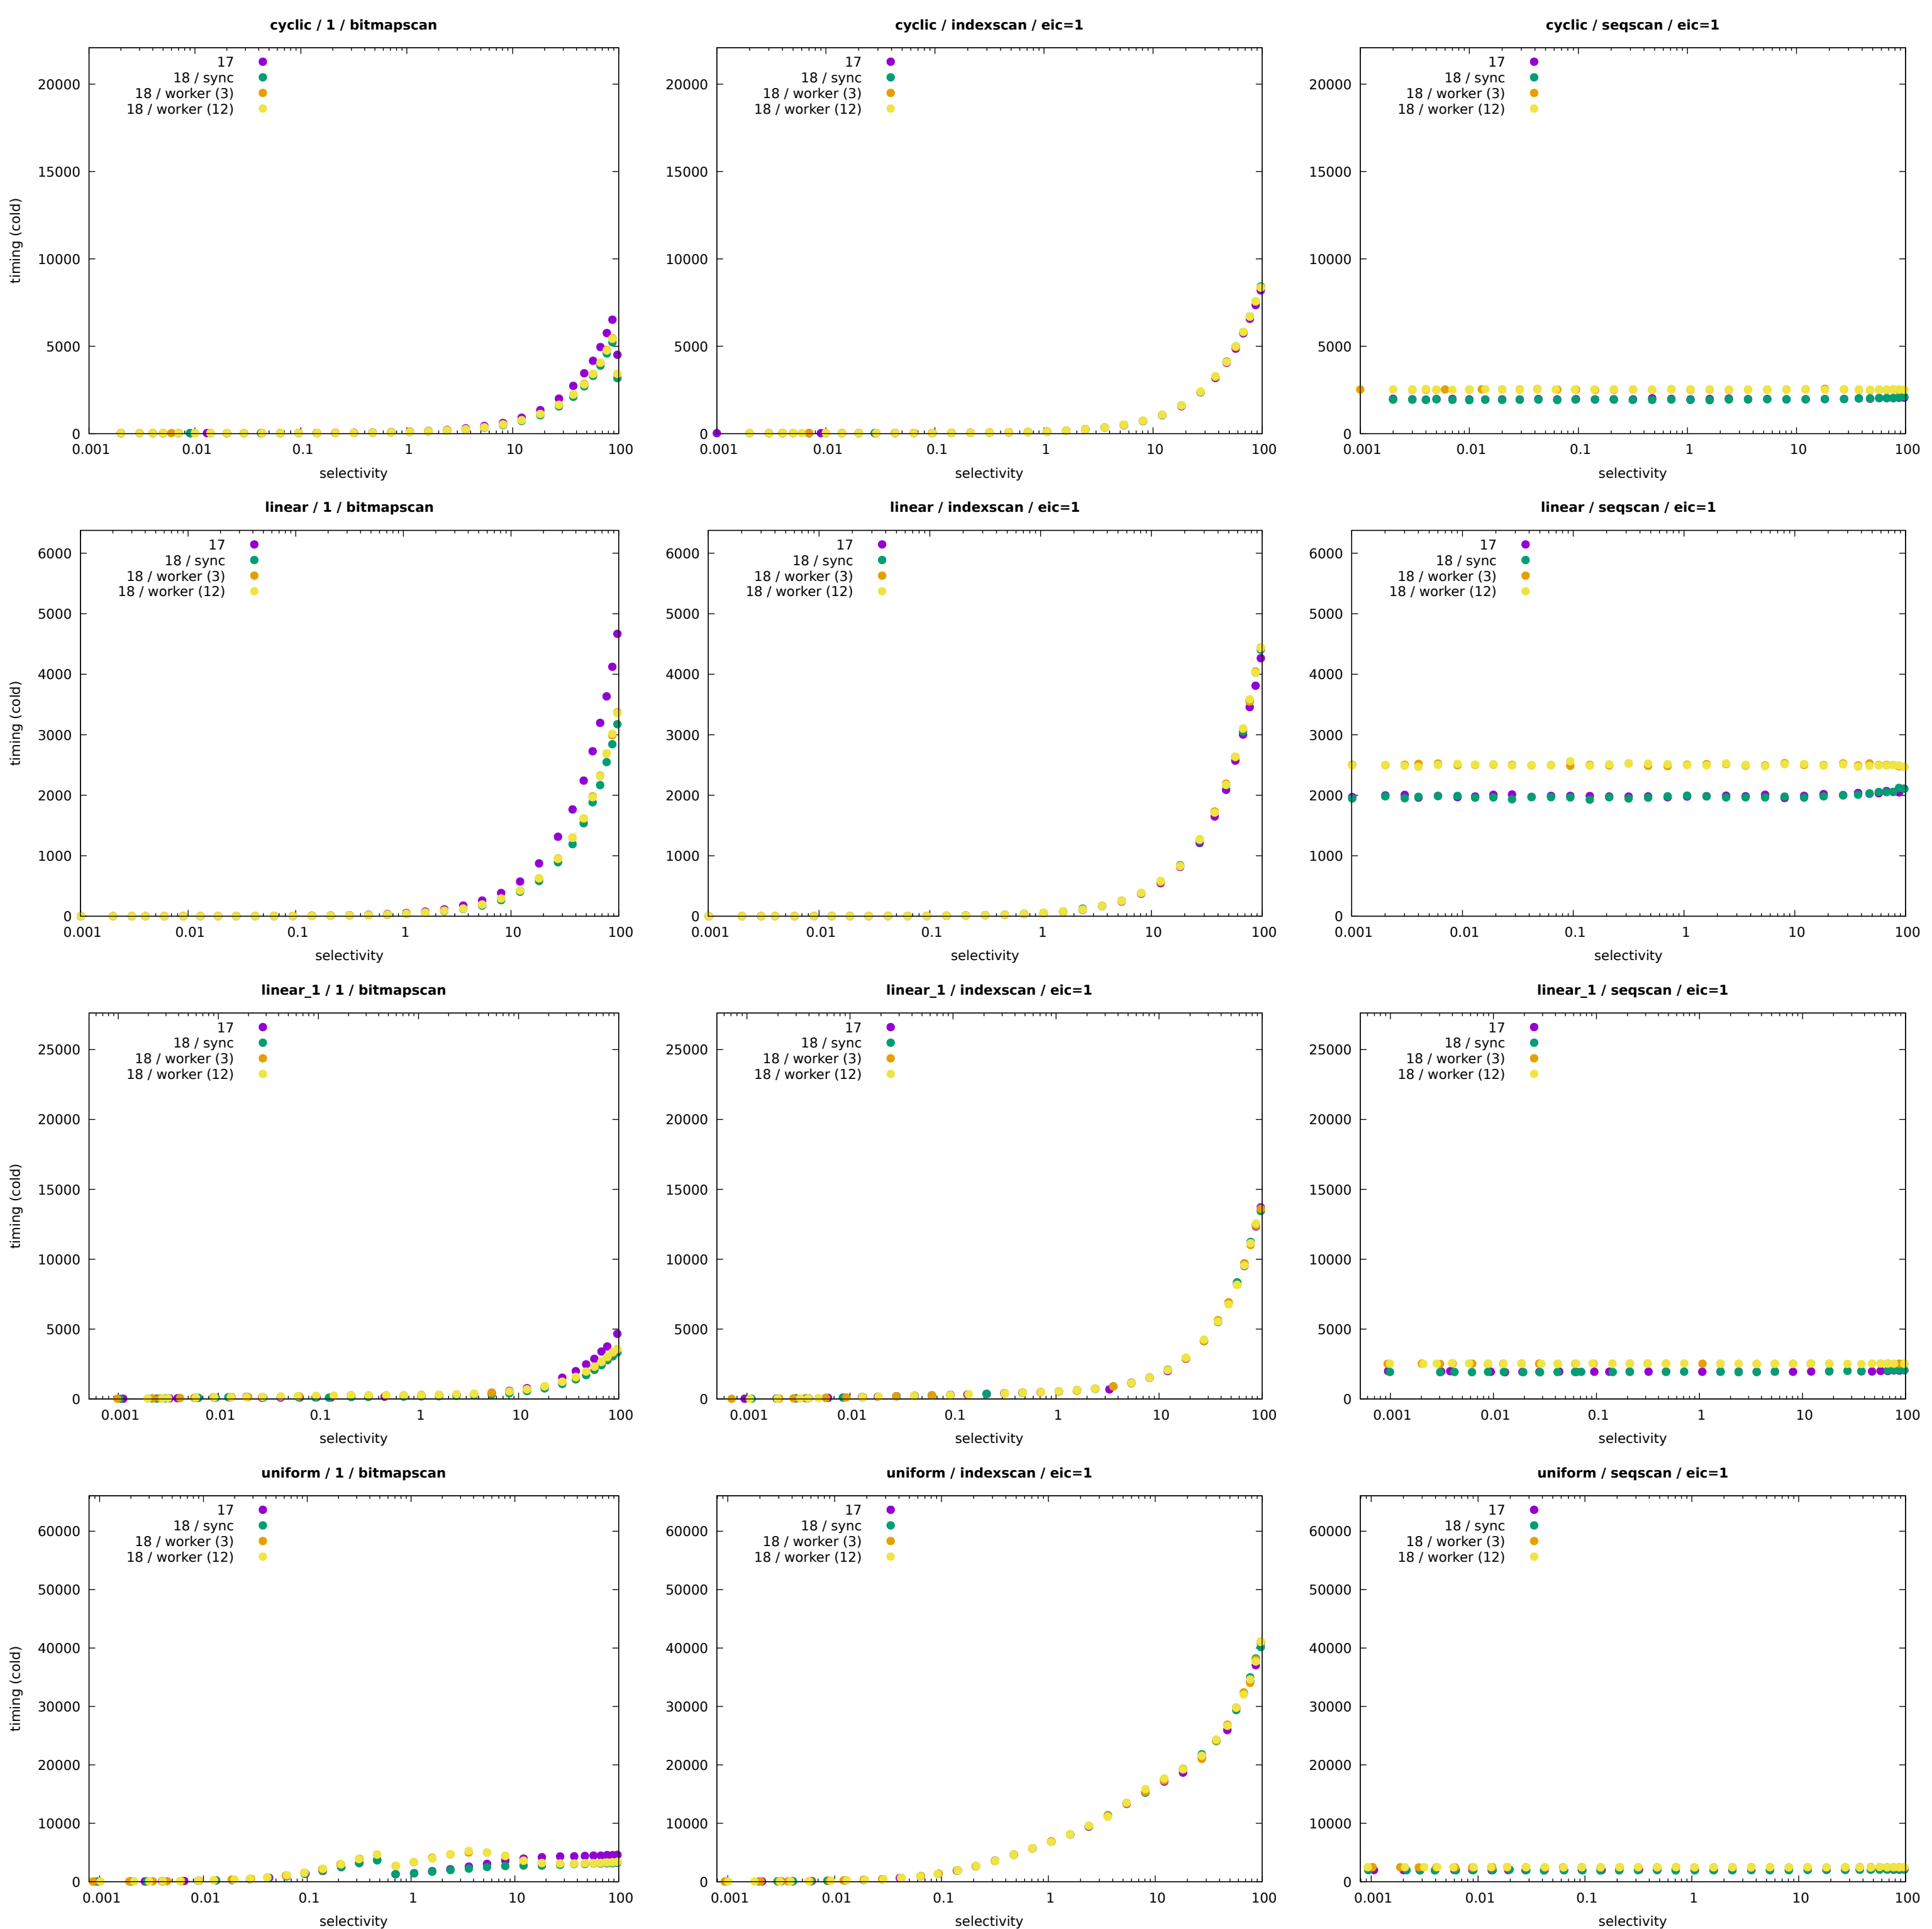 cyclic / 1 / bitmapscan
timing (cold)
20000
15000
10000
5000
0
17
18 / sync
18 / worker (3)
18 / worker (12)
0.001 0.01 0.1 1 10 100
selectivity
cyclic / indexscan / eic=1
20000
15000
10000
5000
0
17
18 / sync
18 / worker (3)
18 / worker (12)
0.001 0.01 0.1 1 10 100
selectivity
cyclic / seqscan / eic=1
20000
15000
10000
5000
0
17
18 / sync
18 / worker (3)
18 / worker (12)
0.001 0.01 0.1 1 10 100
selectivity
linear / 1 / bitmapscan
timing (cold)
6000
5000
4000
3000
2000
1000
0
17
18 / sync
18 / worker (3)
18 / worker (12)
0.001 0.01 0.1 1 10 100
selectivity
linear / indexscan / eic=1
6000
5000
4000
3000
2000
1000
0
17
18 / sync
18 / worker (3)
18 / worker (12)
0.001 0.01 0.1 1 10 100
selectivity
linear / seqscan / eic=1
6000
5000
4000
3000
2000
1000
0
17
18 / sync
18 / worker (3)
18 / worker (12)
0.001 0.01 0.1 1 10 100
selectivity
linear_1 / 1 / bitmapscan
timing (cold)
25000
20000
15000
10000
5000
0
17
18 / sync
18 / worker (3)
18 / worker (12)
0.001 0.01 0.1 1 10 100
selectivity
linear_1 / indexscan / eic=1
25000
20000
15000
10000
5000
0
17
18 / sync
18 / worker (3)
18 / worker (12)
0.001 0.01 0.1 1 10 100
selectivity
linear_1 / seqscan / eic=1
25000
20000
15000
10000
5000
0
17
18 / sync
18 / worker (3)
18 / worker (12)
0.001 0.01 0.1 1 10 100
selectivity
uniform / 1 / bitmapscan
timing (cold)
60000
50000
40000
30000
20000
10000
0
17
18 / sync
18 / worker (3)
18 / worker (12)
0.001 0.01 0.1 1 10 100
selectivity
uniform / indexscan / eic=1
60000
50000
40000
30000
20000
10000
0
17
18 / sync
18 / worker (3)
18 / worker (12)
0.001 0.01 0.1 1 10 100
selectivity
uniform / seqscan / eic=1
60000
50000
40000
30000
20000
10000
0
17
18 / sync
18 / worker (3)
18 / worker (12)
0.001 0.01 0.1 1 10 100
selectivity